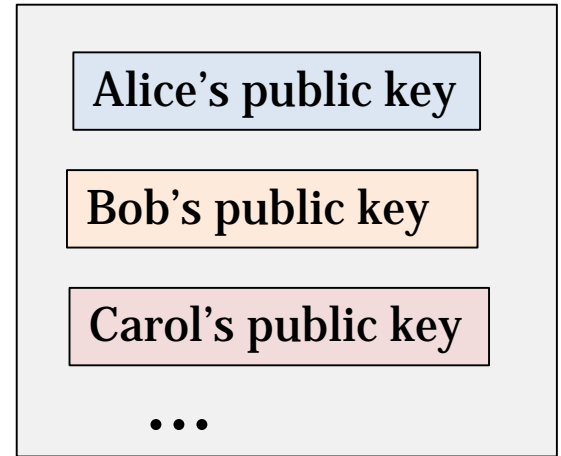 Alice’s public key
Bob’s public key
Carol’s public key
...